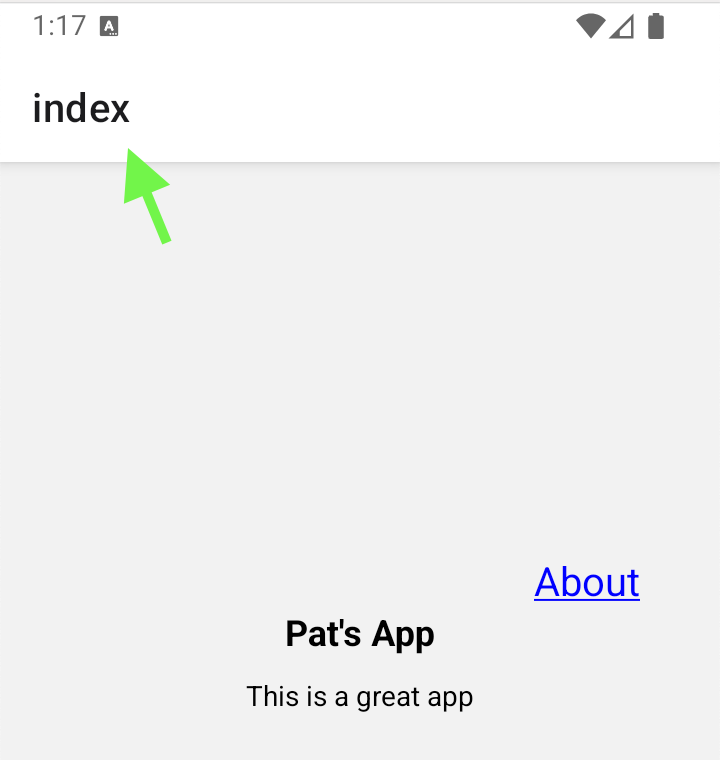 1:17 A
index
About
Pat's App
This is a great app